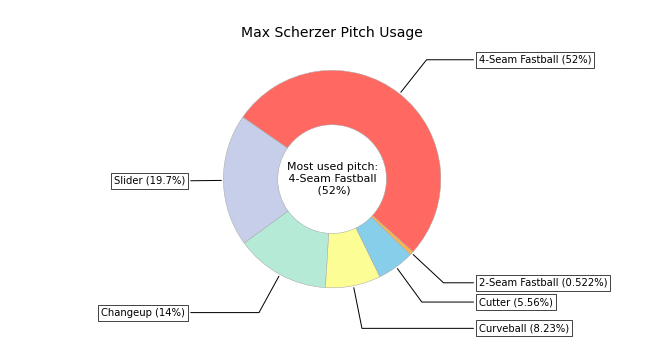 Max Scherzer Pitch Usage
4-Seam Fastball (52%)
Most used pitch:
4-Seam Fastball
(52%)
Slider (19.7%)
2-Seam Fastball (0.522%)
Cutter (5.56%)
Changeup (14%)
Curveball (8.23%)